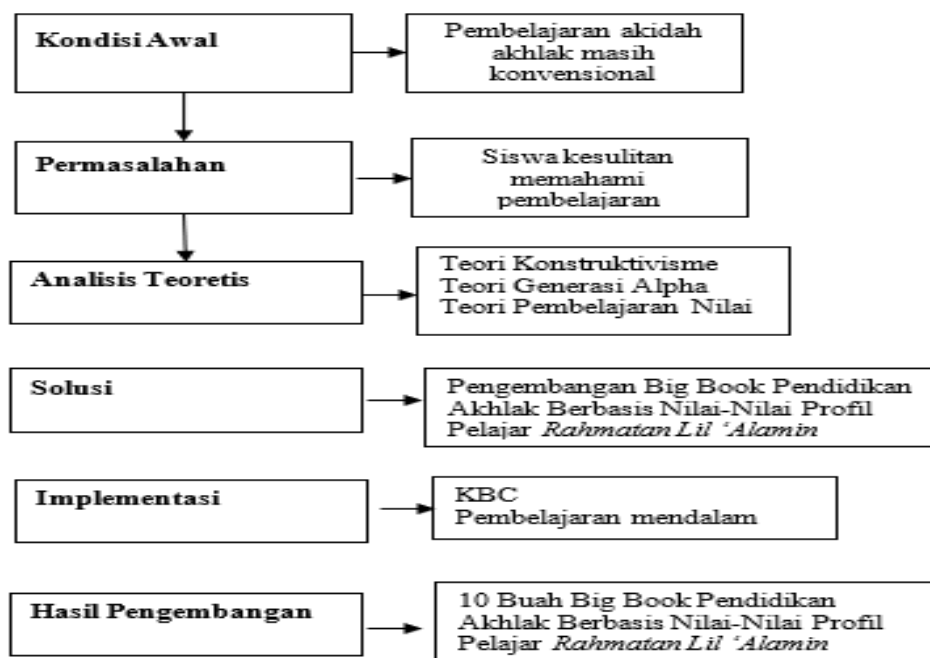 Kondisi Awal
Pembelajaran akidah
akhlak masih
konvensional
Permasalahan
Siswa kesulitan
memahami
pembelajaran
Analisis Teoretis
Teori Konstruktivisme
Teori Generasi Alpha
Teori Pembelajaran Nilai
Solusi
Pengembangan Big Book Pendidikan
Akhlak Berbasis Nilai-Nilai Profil
Pelajar Rahmatan Lil ‘Alamin
Implementasi
KBC
Pembelajaran mendalam
Hasil Pengembangan
10 Buah Big Book Pendidikan
Akhlak Berbasis Nilai-Nilai Profil
Pelajar Rahmatan Lil ‘Alamin